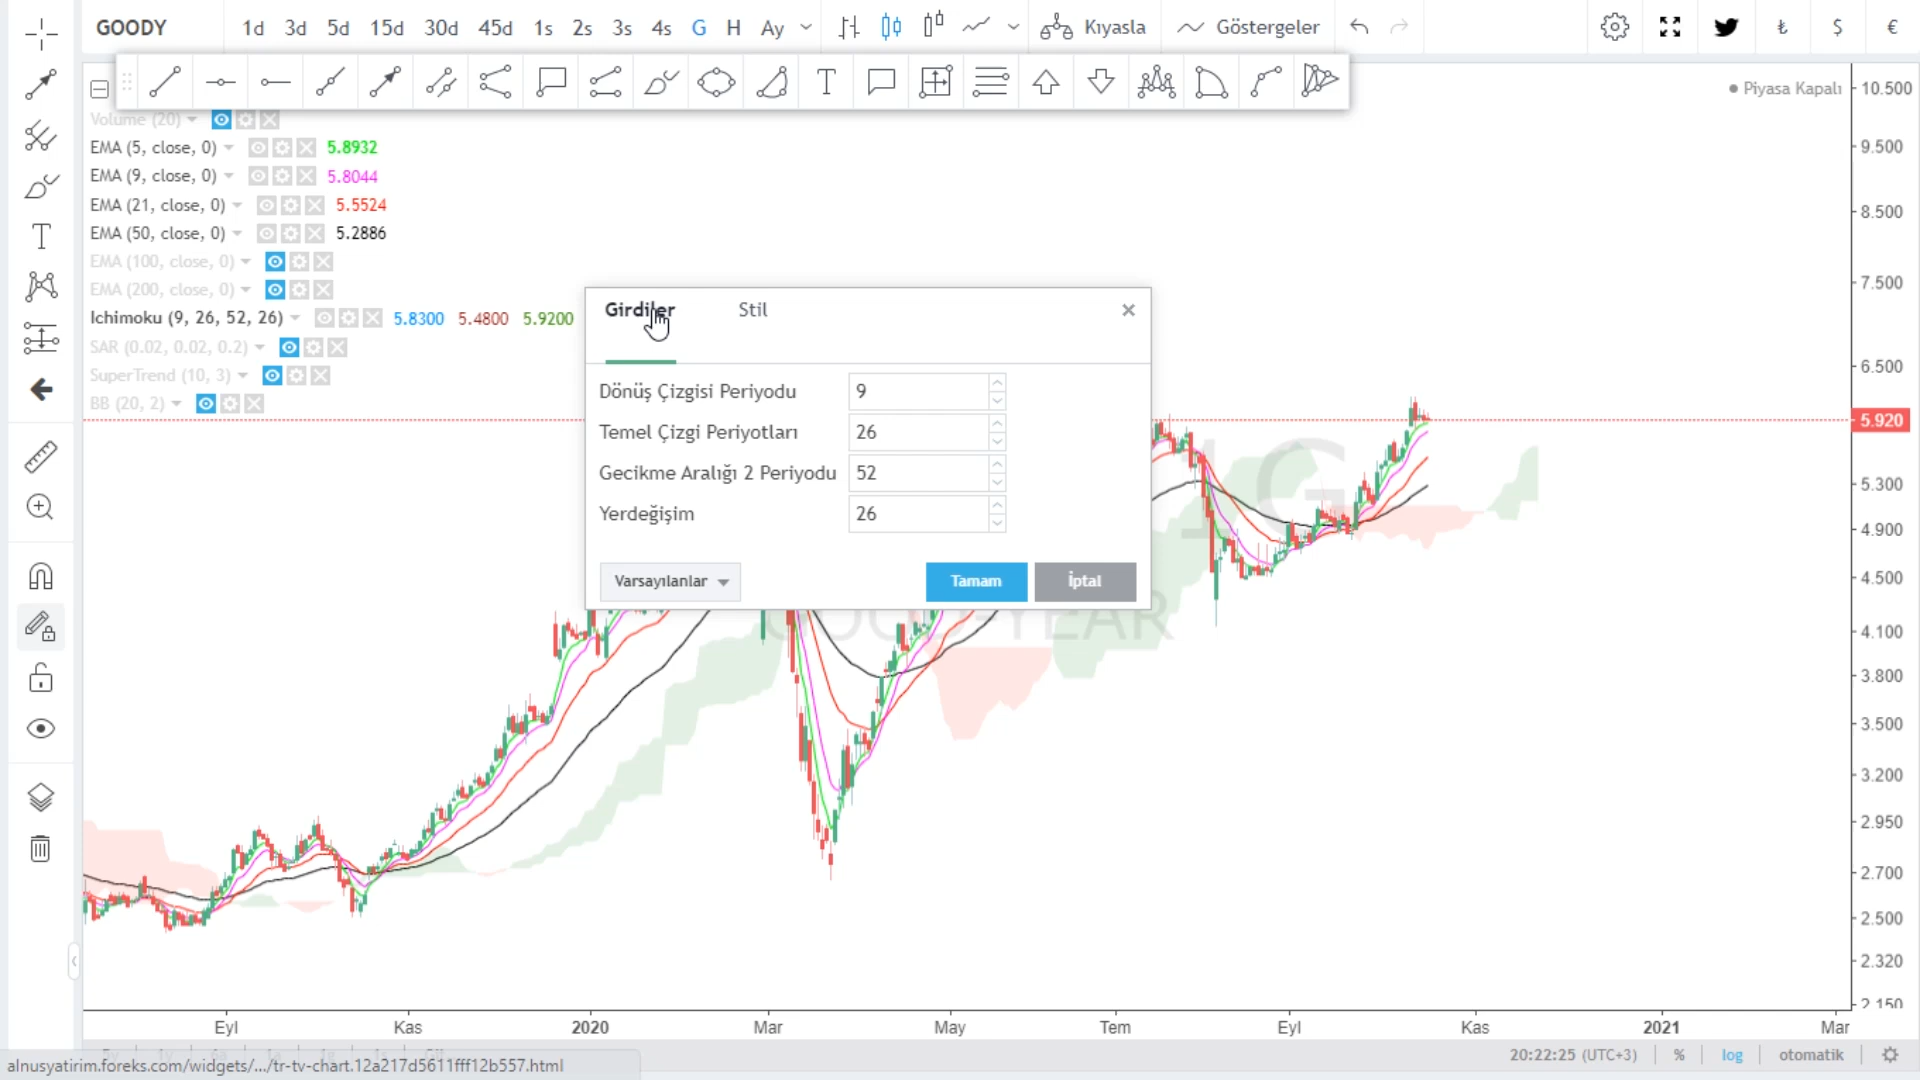 GOODY 1d 3d 5d 15d 30d 45d 1s 2s 3s 4s G H Ay Kıyasla Göstergeler ₺ $ €
Piyasa Kapalı
Volume (20)
EMA (5, close, 0) 5.8932
EMA (9, close, 0) 5.8044
EMA (21, close, 0) 5.5524
EMA (50, close, 0) 5.2886
EMA (100, close, 0)
EMA (200, close, 0)
Ichimoku (9, 26, 52, 26) 5.8300 5.4800 5.9200
SAR (0.02, 0.02, 0.2)
SuperTrend (10, 3)
BB (20, 2)
Girdiler Stil
Dönüş Çizgisi Periyodu 9
Temel Çizgi Periyotları 26
Gecikme Aralığı 2 Periyodu 52
Yerdeğişim 26
Varsayılanlar Tamam İptal
10.500
9.500
8.500
7.500
6.500
5.920
5.300
4.900
4.500
4.100
3.800
3.500
3.200
2.950
2.700
2.500
2.320
2.150
Eyl Kas 2020 Mar May Tem Eyl Kas 2021 Mar
20:22:25 (UTC+3) % log otomatik
alnusyatirim.foreks.com/widgets/.../tr-tv-chart.12a217d5611fff12b557.html